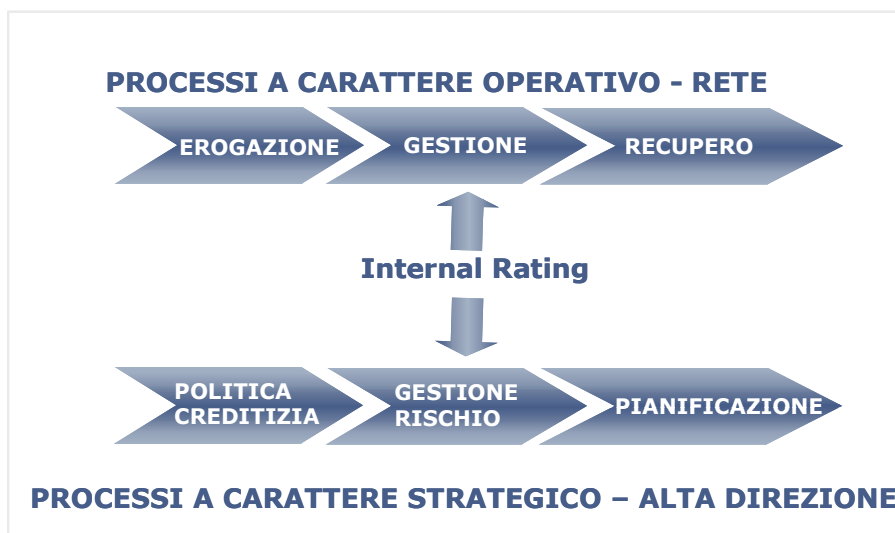 PROCESSI A CARATTERE OPERATIVO - RETE
EROGAZIONE
GESTIONE
RECUPERO
Internal Rating
POLITICA
CREDITIZIA
GESTIONE
RISCHIO
PIANIFICAZIONE
PROCESSI A CARATTERE STRATEGICO – ALTA DIREZIONE